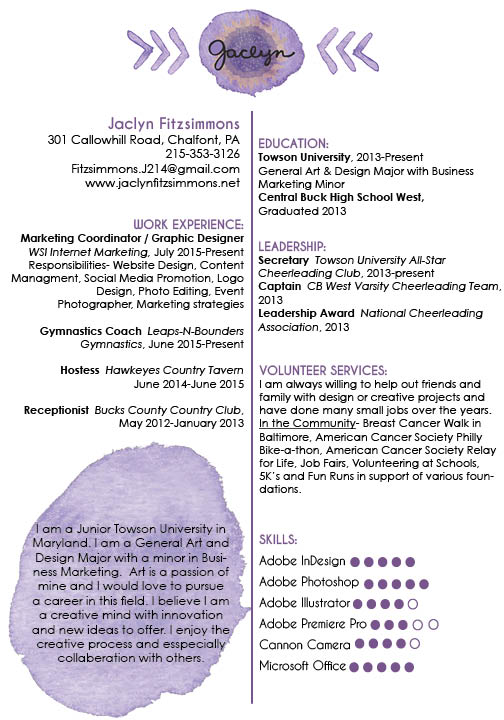 Jaclyn
Jaclyn Fitzsimmons
301 Callowhill Road, Chalfont, PA
215-353-3126
Fitzsimmons.J214@gmail.com
www.jaclynfitzsimmons.net
WORK EXPERIENCE:
Marketing Coordinator / Graphic Designer
WSI Internet Marketing, July 2015-Present
Responsibilities- Website Design, Content
Managment, Social Media Promotion, Logo
Design, Photo Editing, Event
Photographer, Marketing strategies
Gymnastics Coach Leaps-N-Bounders
Gymnastics, June 2015-Present
Hostess Hawkeyes Country Tavern
June 2014-June 2015
Receptionist Bucks County Country Club,
May 2012-January 2013
I am a Junior Towson University in
Maryland. I am a General Art and
Design Major with a minor in Busi-
ness Marketing. Art is a passion of
mine and I would love to pursue
a career in this field. I believe I am
a creative mind with innovation
and new ideas to offer. I enjoy the
creative process and esspecially
collaberation with others.
EDUCATION:
Towson University, 2013-Present
General Art & Design Major with Business
Marketing Minor
Central Buck High School West,
Graduated 2013
LEADERSHIP:
Secretary Towson University All-Star
Cheerleading Club, 2013-present
Captain CB West Varsity Cheerleading Team,
2013
Leadership Award National Cheerleading
Association, 2013
VOLUNTEER SERVICES:
I am always willing to help out friends and
family with design or creative projects and
have done many small jobs over the years.
In the Community- Breast Cancer Walk in
Baltimore, American Cancer Society Philly
Bike-a-thon, American Cancer Society Relay
for Life, Job Fairs, Volunteering at Schools,
5K's and Fun Runs in support of various foun-
dations.
SKILLS:
Adobe InDesign
Adobe Photoshop
Adobe Illustrator
Adobe Premiere Pro
Cannon Camera
Microsoft Office